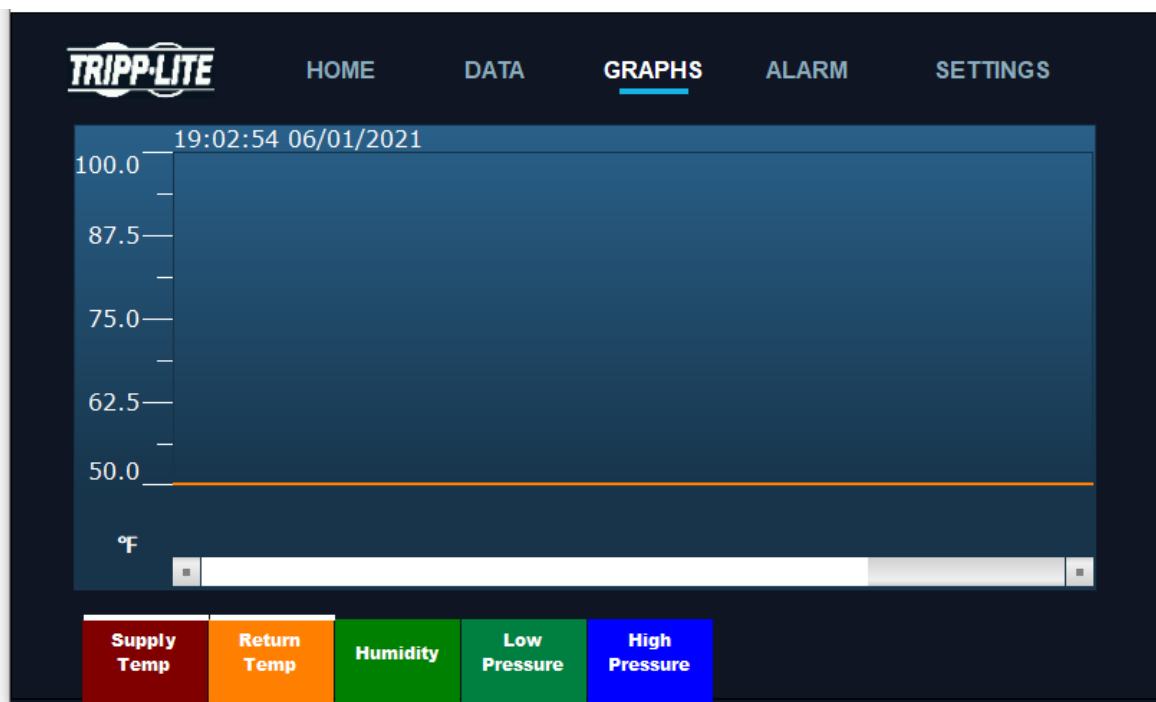 TRIPP·LITE HOME DATA GRAPHS ALARM SETTINGS
19:02:54 06/01/2021
100.0
87.5
75.0
62.5
50.0
°F
Supply Temp
Return Temp
Humidity
Low Pressure
High Pressure